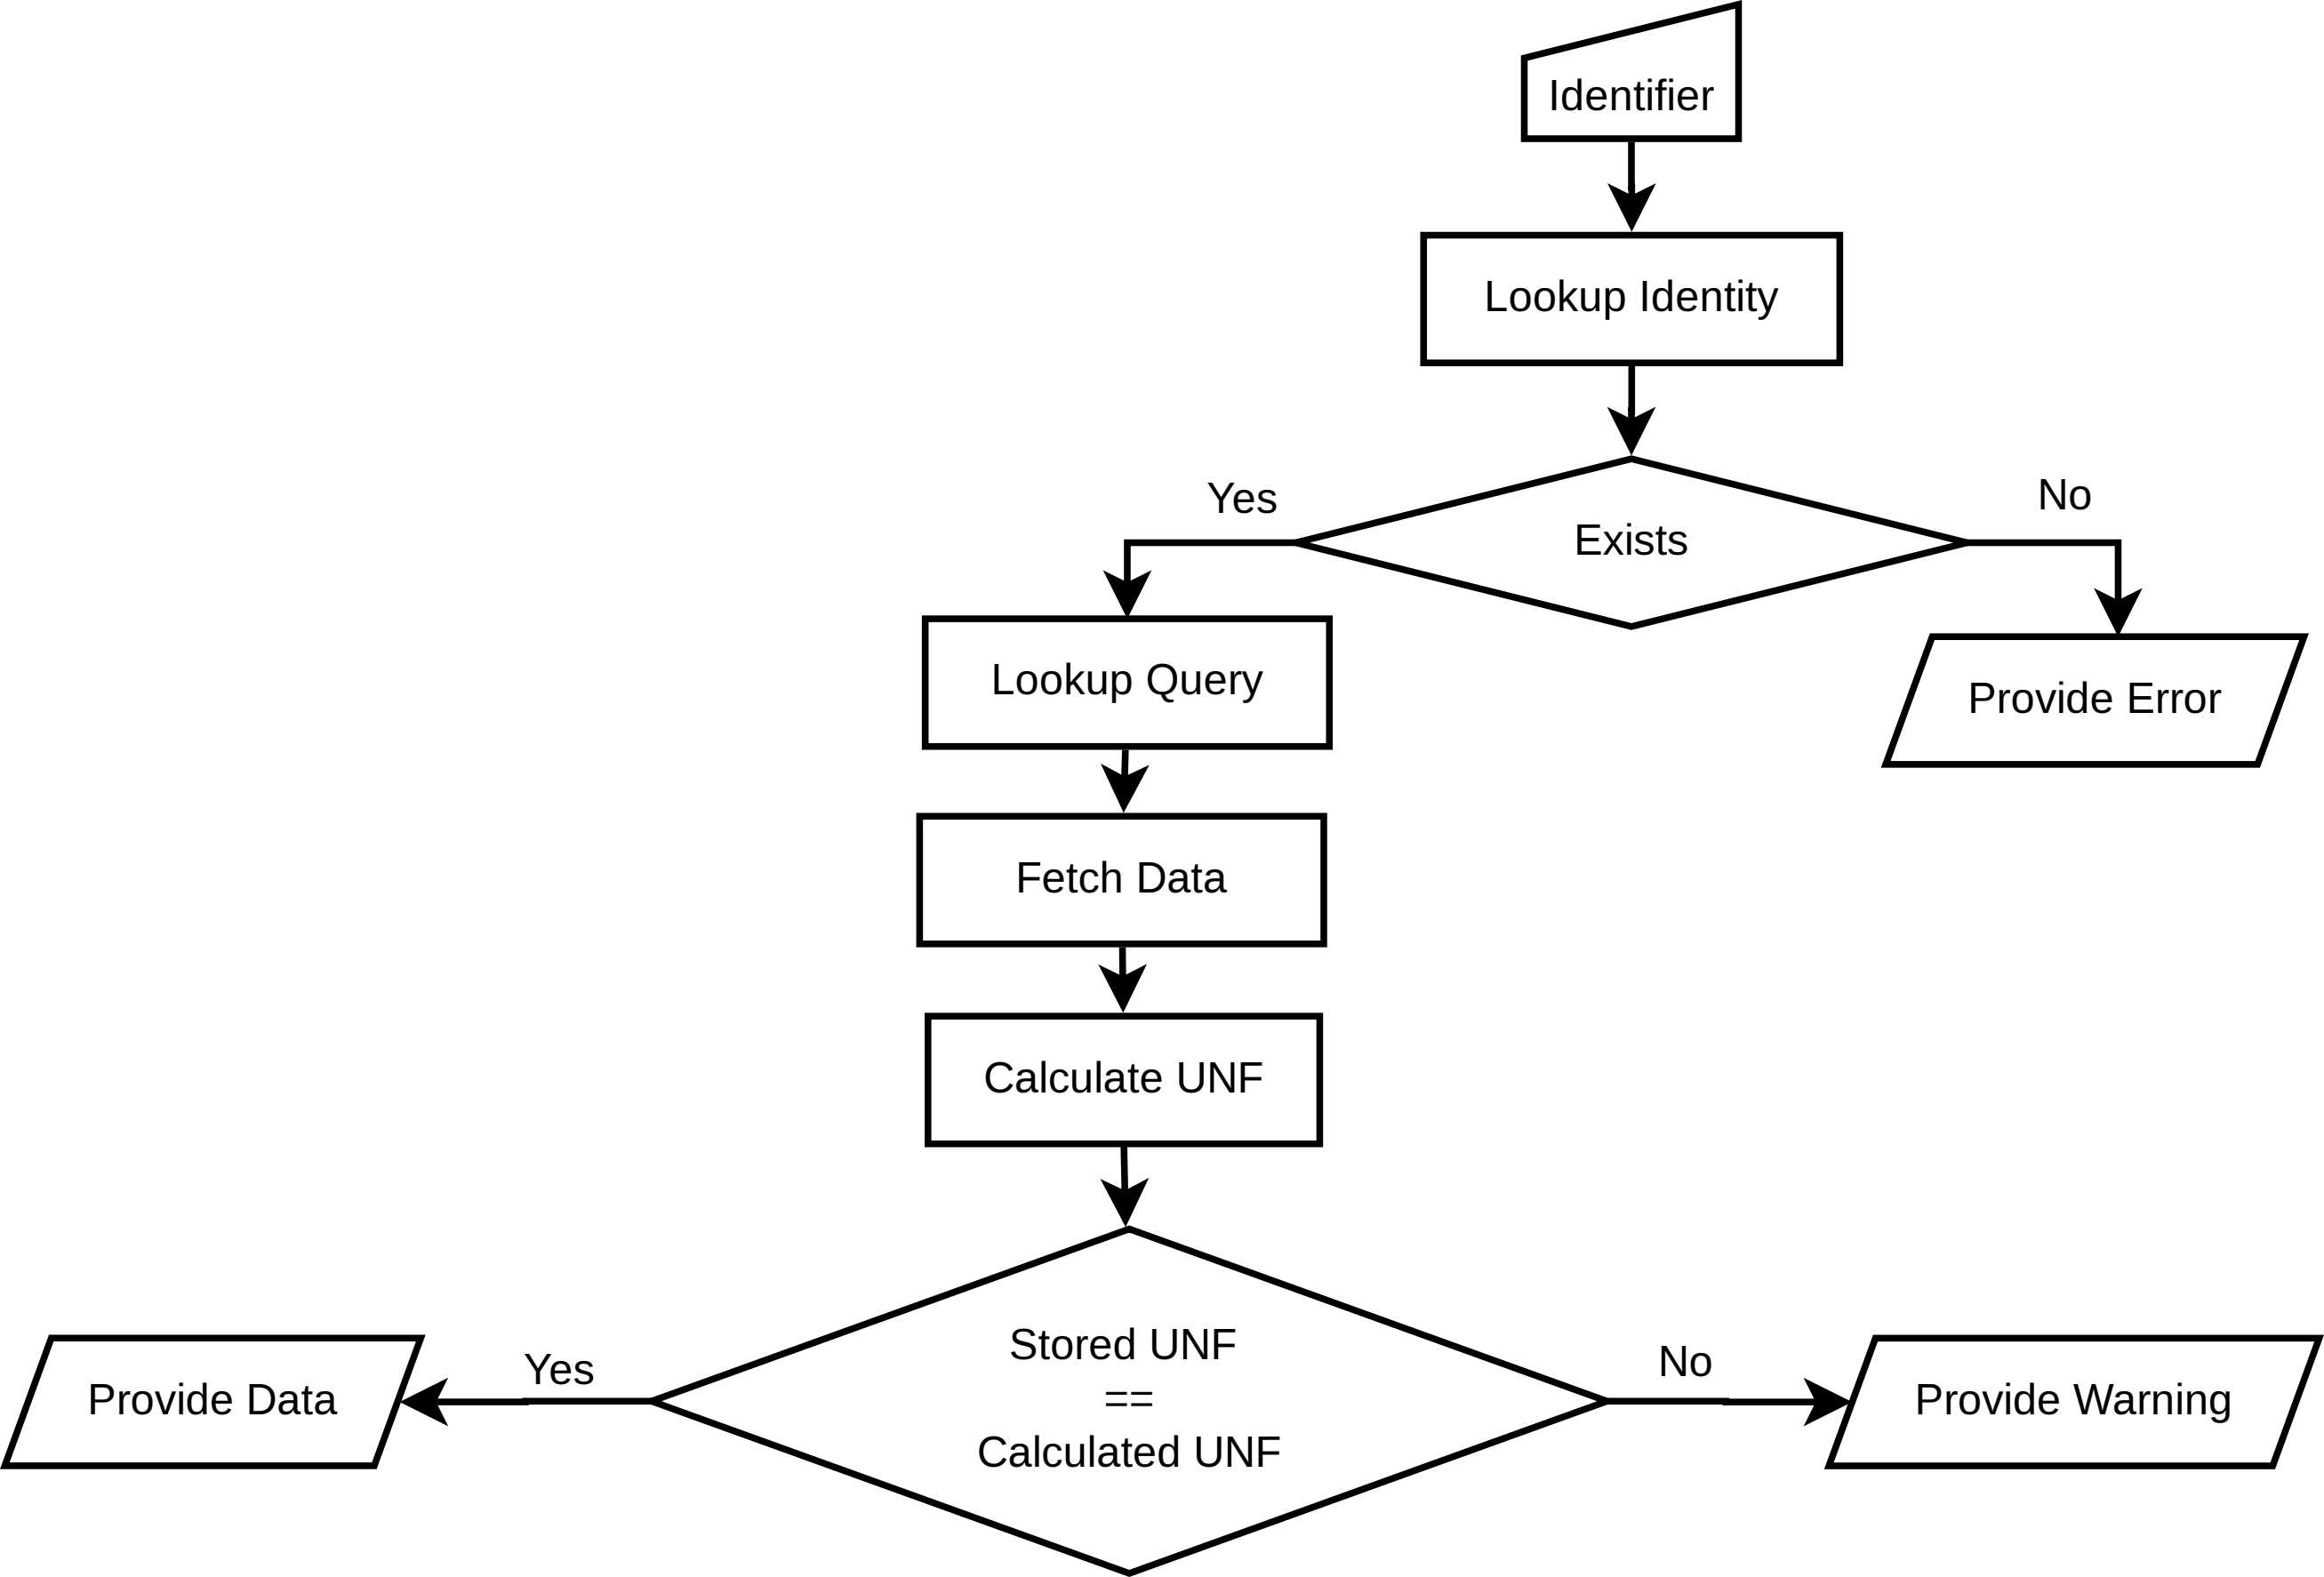 Identifier
Lookup Identity
Exists
Yes
No
Lookup Query
Provide Error
Fetch Data
Calculate UNF
Stored UNF
==
Calculated UNF
Yes
No
Provide Data
Provide Warning